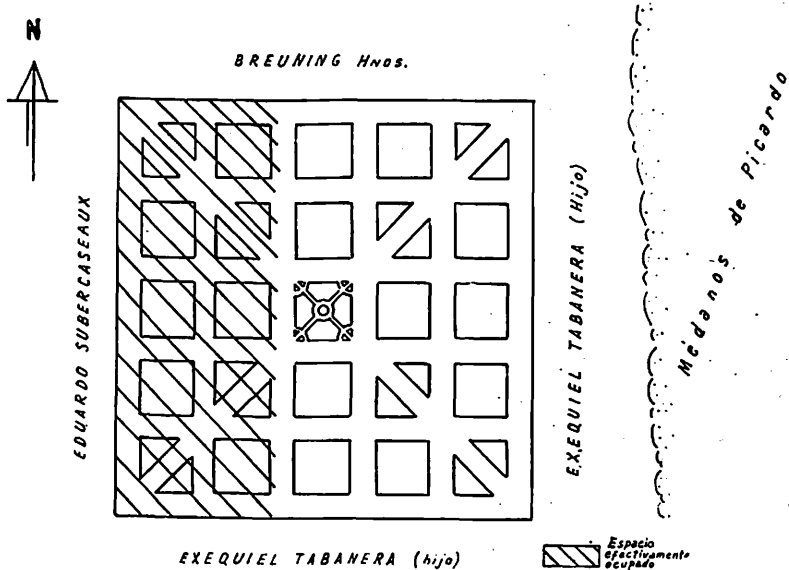 N
BREUNING HNOS.
EDUARDO SUBERCASEAUX
EXEQUIEL TABANERA (Hijo)
Médanos de Picardo
EXEQUIEL TABANERA (hijo)
Espacio
efectivamente
ocupado